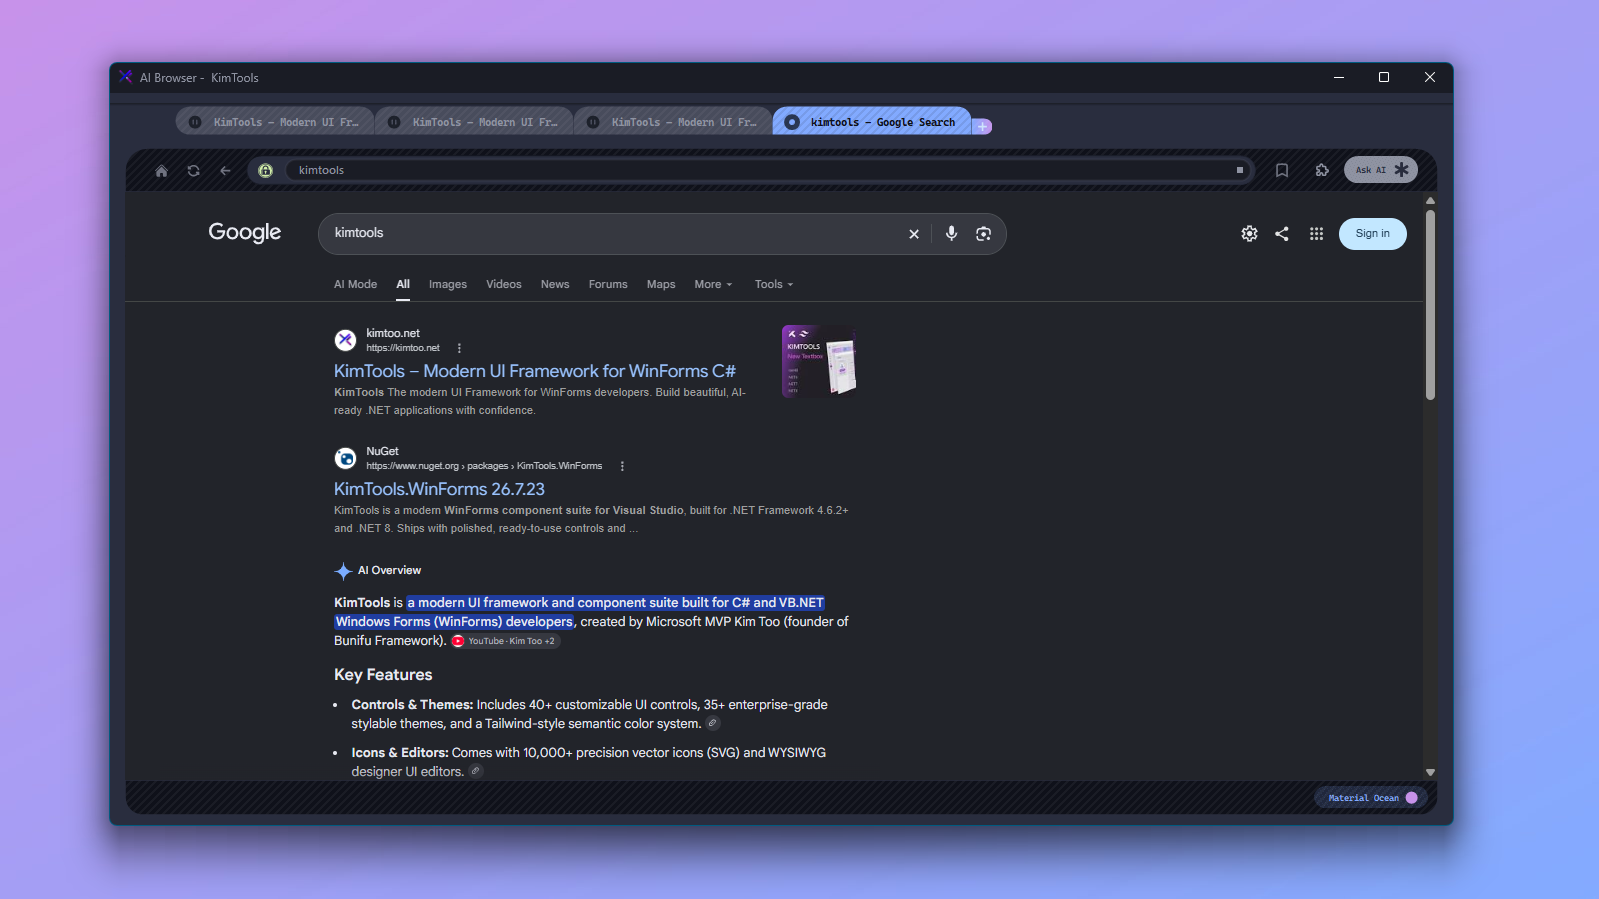 AI Browser - KimTools
KimTools – Modern UI Fr…
KimTools – Modern UI Fr…
KimTools – Modern UI Fr…
kimtools – Google Search
+
kimtools
Ask AI
Google
kimtools
Sign in
AI Mode
All
Images
Videos
News
Forums
Maps
More
Tools
kimtoo.net
https://kimtoo.net
KimTools – Modern UI Framework for WinForms C#
KimTools The modern UI Framework for WinForms developers. Build beautiful, AI-
ready .NET applications with confidence.
KIMTOOLS
New Textbox
NuGet
https://www.nuget.org › packages › KimTools.WinForms
KimTools.WinForms 26.7.23
KimTools is a modern WinForms component suite for Visual Studio, built for .NET Framework 4.6.2+
and .NET 8. Ships with polished, ready-to-use controls and ...
AI Overview
KimTools is a modern UI framework and component suite built for C# and VB.NET
Windows Forms (WinForms) developers, created by Microsoft MVP Kim Too (founder of
Bunifu Framework). YouTube · Kim Too +2
Key Features
• Controls & Themes: Includes 40+ customizable UI controls, 35+ enterprise-grade
stylable themes, and a Tailwind-style semantic color system.
• Icons & Editors: Comes with 10,000+ precision vector icons (SVG) and WYSIWYG
designer UI editors.
Material Ocean